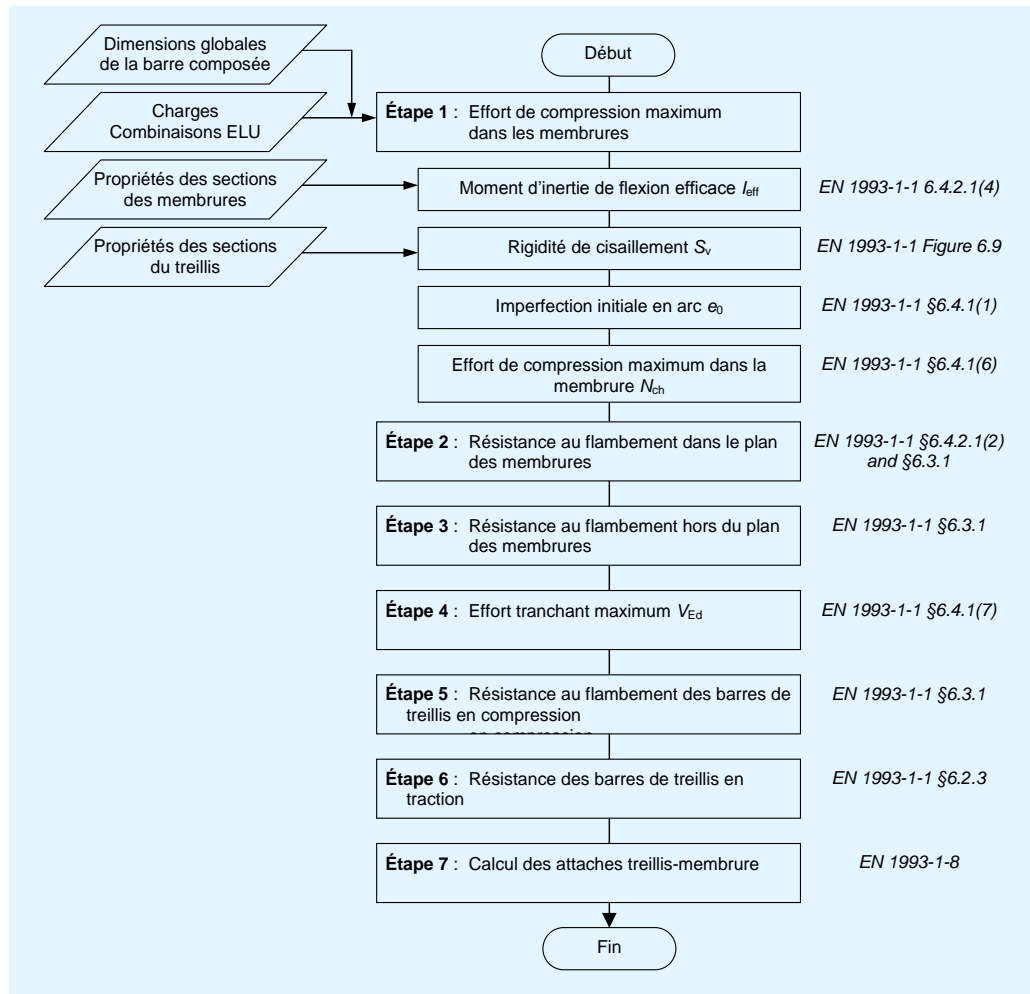 Dimensions globales
de la barre composée
Début
Charges
Combinaisons ELU
Étape 1 : Effort de compression maximum
dans les membrures
Propriétés des sections
des membrures
Moment d'inertie de flexion efficace Ieff
EN 1993-1-1 6.4.2.1(4)
Propriétés des sections
du treillis
Rigidité de cisaillement Sv
EN 1993-1-1 Figure 6.9
Imperfection initiale en arc e0
EN 1993-1-1 §6.4.1(1)
Effort de compression maximum dans la
membrure Nch
EN 1993-1-1 §6.4.1(6)
Étape 2 : Résistance au flambement dans le plan
des membrures
EN 1993-1-1 §6.4.2.1(2)
and §6.3.1
Étape 3 : Résistance au flambement hors du plan
des membrures
EN 1993-1-1 §6.3.1
Étape 4 : Effort tranchant maximum VEd
EN 1993-1-1 §6.4.1(7)
Étape 5 : Résistance au flambement des barres de
treillis en compression
en compression
EN 1993-1-1 §6.3.1
Étape 6 : Résistance des barres de treillis en
traction
EN 1993-1-1 §6.2.3
Étape 7 : Calcul des attaches treillis-membrure
EN 1993-1-8
Fin